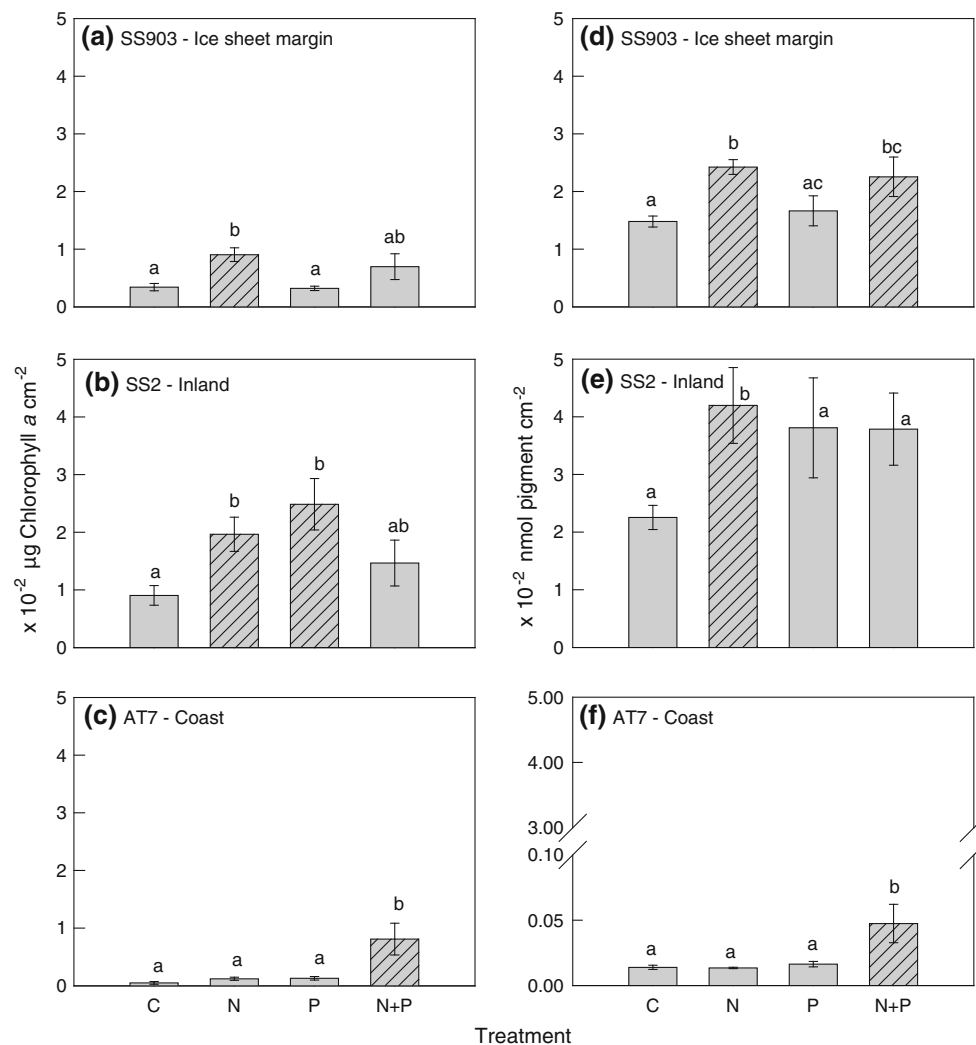 (a) SS903 - Ice sheet margin
5
4
3
2
1
0
a
b
a
ab
(d) SS903 - Ice sheet margin
5
4
3
2
1
0
a
b
ac
bc
x 10-2 µg Chlorophyll a cm-2
(b) SS2 - Inland
5
4
3
2
1
0
a
b
b
ab
x 10-2 nmol pigment cm-2
(e) SS2 - Inland
5
4
3
2
1
0
a
b
a
a
(c) AT7 - Coast
5
4
3
2
1
0
a
a
a
b
C N P N+P
(f) AT7 - Coast
5.00
4.00
3.00
0.10
0.05
0.00
a
a
a
b
C N P N+P
Treatment